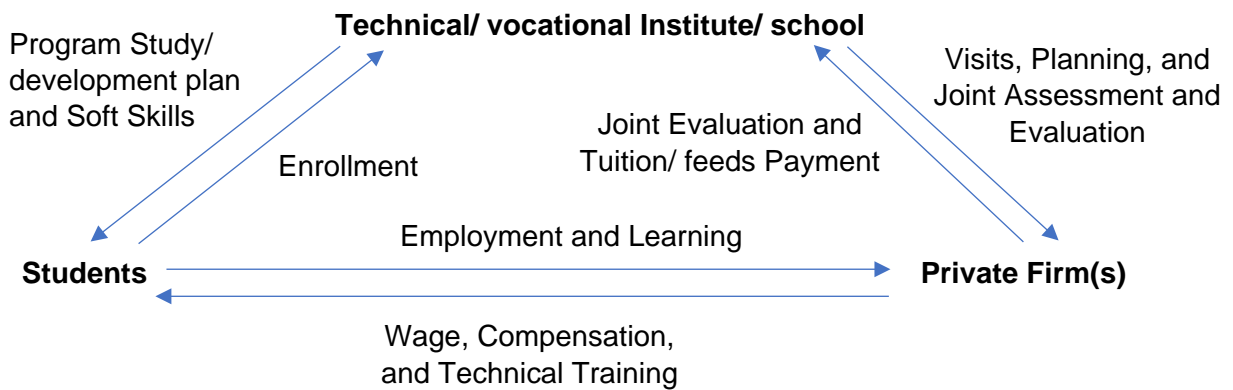 Technical/ vocational Institute/ school
Program Study/
development plan
and Soft Skills
Visits, Planning, and
Joint Assessment and
Evaluation
Joint Evaluation and
Tuition/ feeds Payment
Enrollment
Employment and Learning
Students
Private Firm(s)
Wage, Compensation,
and Technical Training